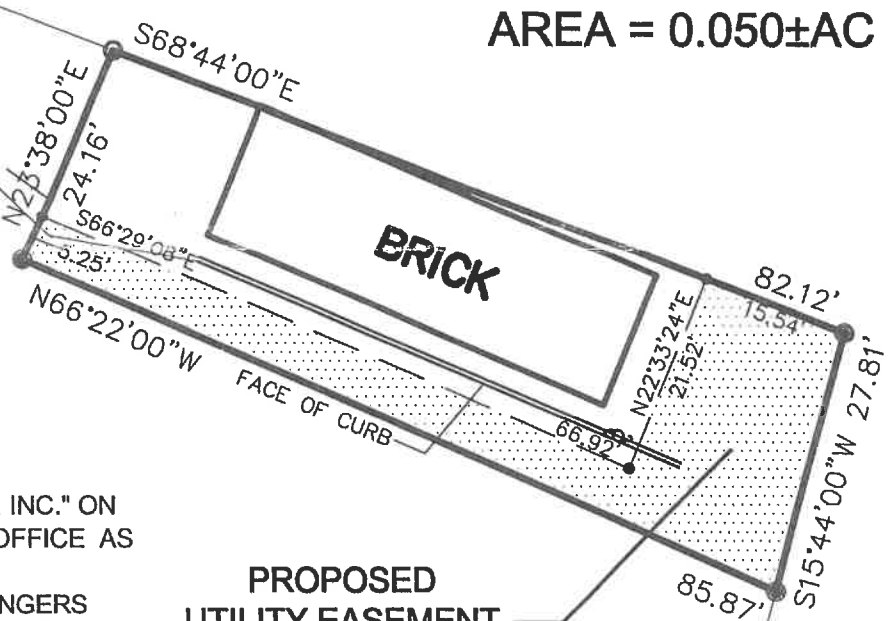 AREA = 0.050±AC
S68°44'00"E
N23°38'00"E
24.16'
S66°29'08"E
5.25'
BRICK
82.12'
15.54'
N22°33'24"E
21.52'
N66°22'00"W
FACE OF CURB
66.92'
27.81'
S15°44'00"W
INC." ON
OFFICE AS
NGERS
PROPOSED
UTILITY EASEMENT
85.87'